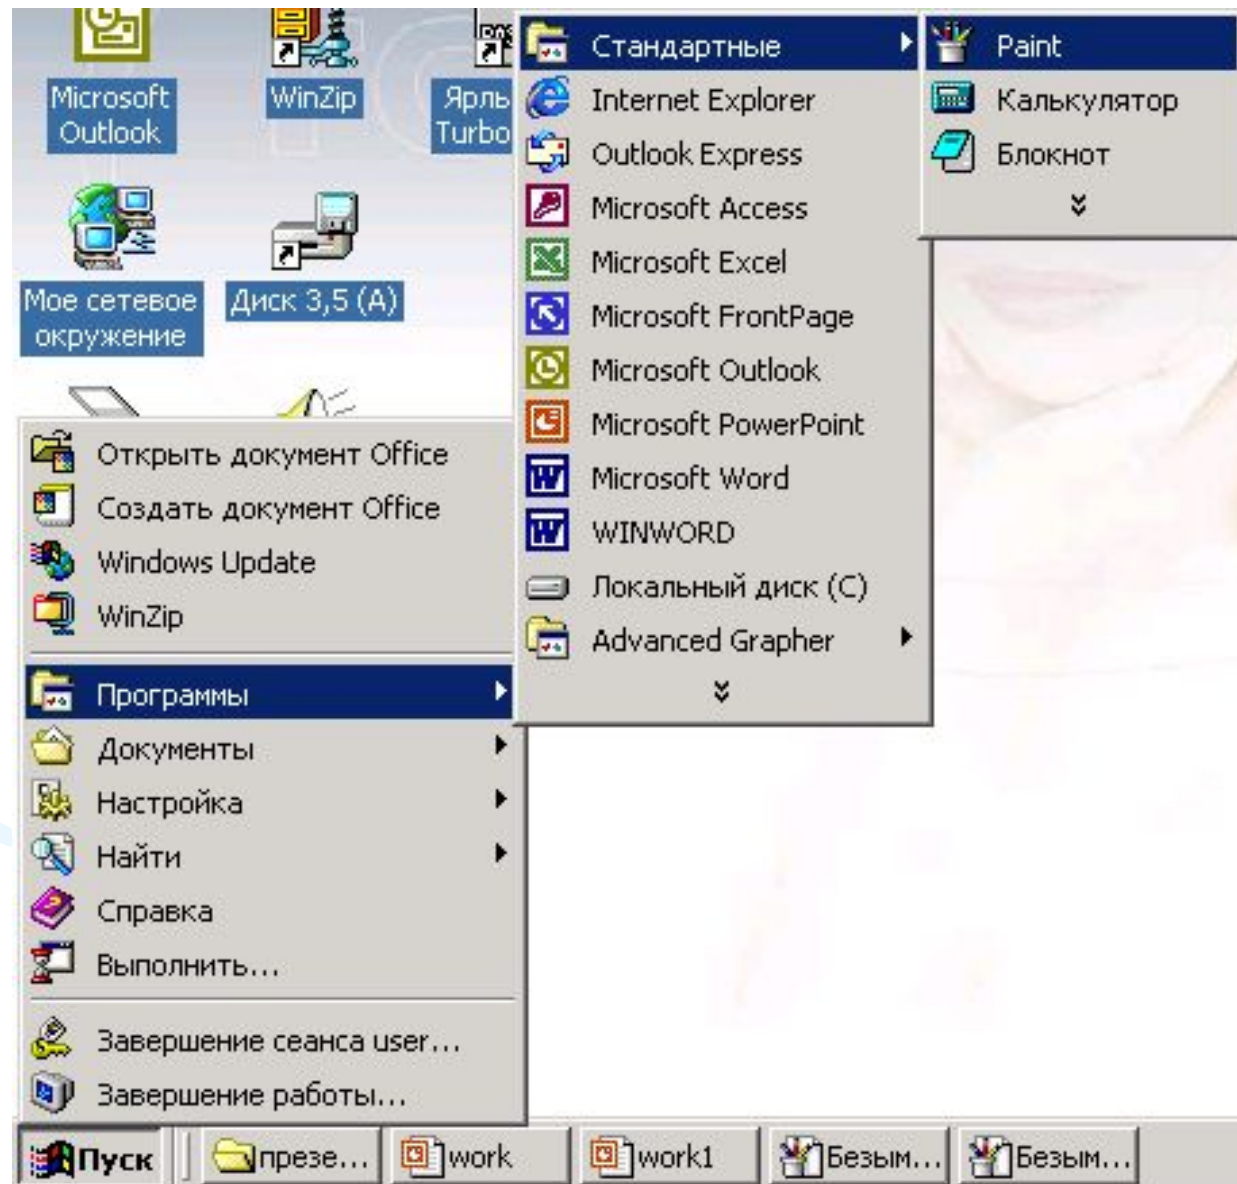 Microsoft
Outlook
WinZip
Ярлы
Turbo
Мое сетевое
окружение
Диск 3,5 (A)
Стандартные
Internet Explorer
Outlook Express
Microsoft Access
Microsoft Excel
Microsoft FrontPage
Microsoft Outlook
Microsoft PowerPoint
Microsoft Word
WINWORD
Локальный диск (C)
Advanced Grapher
Paint
Калькулятор
Блокнот
Открыть документ Office
Создать документ Office
Windows Update
WinZip
Программы
Документы
Настройка
Найти
Справка
Выполнить...
Завершение сеанса user...
Завершение работы...
Пуск
презе...
work
work1
Безым...
Безым...